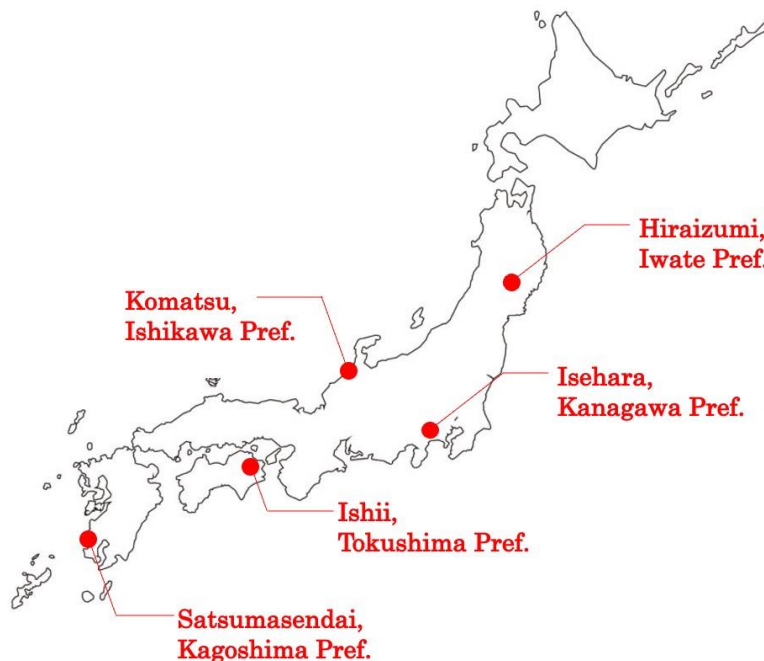 Hiraizumi,
Iwate Pref.
Komatsu,
Ishikawa Pref.
Isehara,
Kanagawa Pref.
Ishii,
Tokushima Pref.
Satsumasendai,
Kagoshima Pref.